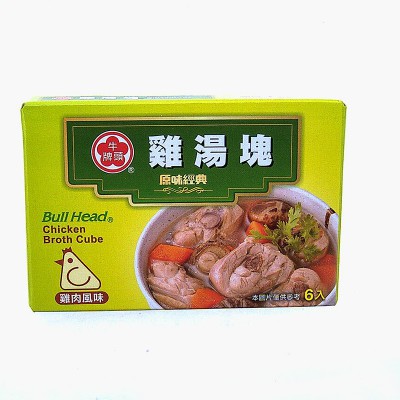 牛
頭牌
®
雞湯塊
原味經典
Bull Head®
Chicken
Broth Cube
雞肉風味
本圖片僅供參考 6入